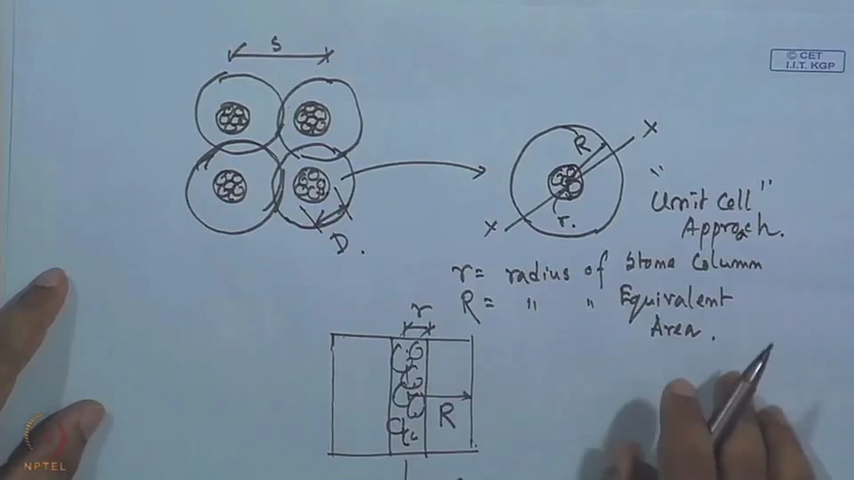 © CET
I.I.T. KGP
S
D.
R
X
X
r.
"Unit Cell"
Approach.
r = radius of Stone Column
R = " " Equivalent
Area.
r
R
NPTEL